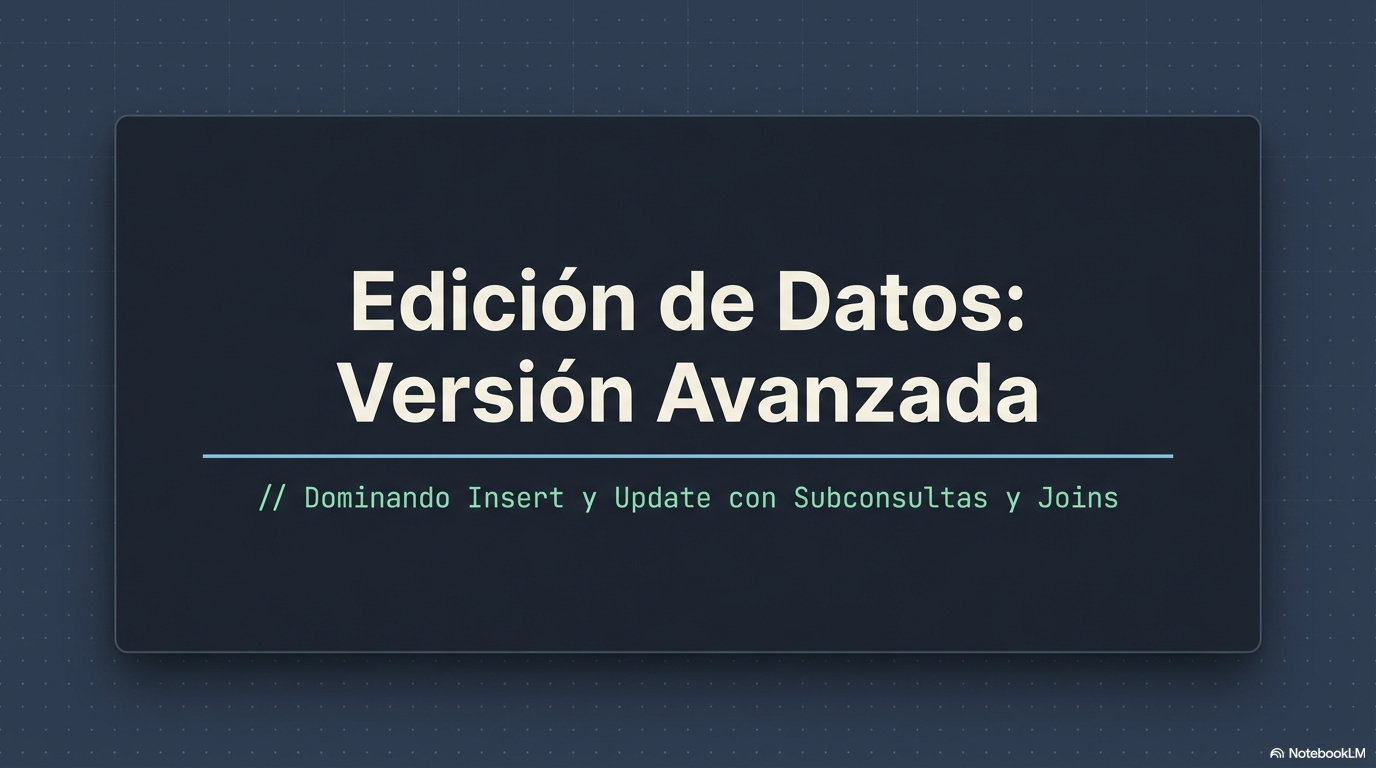 Edición de Datos:
Versión Avanzada
// Dominando Insert y Update con Subconsultas y Joins
NotebookLM